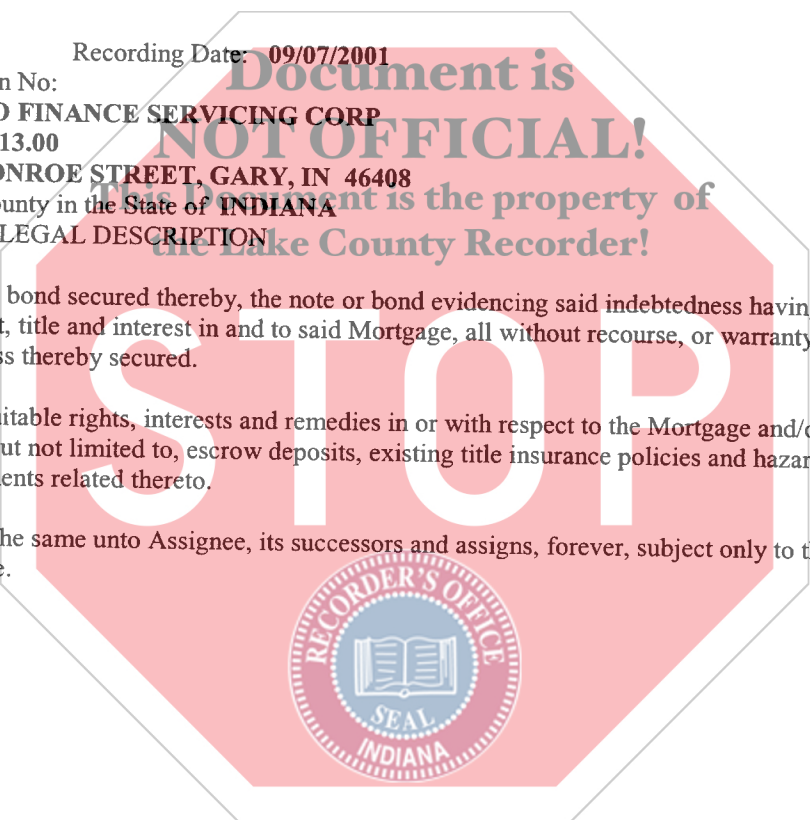 Recording Date: 09/07/2001
n No:
FINANCE SERVICING CORP
13.00
ONROE STREET, GARY, IN 46408
ounty in the State of INDIANA
LEGAL DESCRIPTION
Document is
NOT OFFICIAL!
This Document is the property of
the Lake County Recorder!
bond secured thereby, the note or bond evidencing said indebtedness havin
t, title and interest in and to said Mortgage, all without recourse, or warranty
ss thereby secured.
itable rights, interests and remedies in or with respect to the Mortgage and/
ut not limited to, escrow deposits, existing title insurance policies and hazar
ents related thereto.
he same unto Assignee, its successors and assigns, forever, subject only to t
e.
STOP
RECORDER'S OFFICE
SEAL
INDIANA